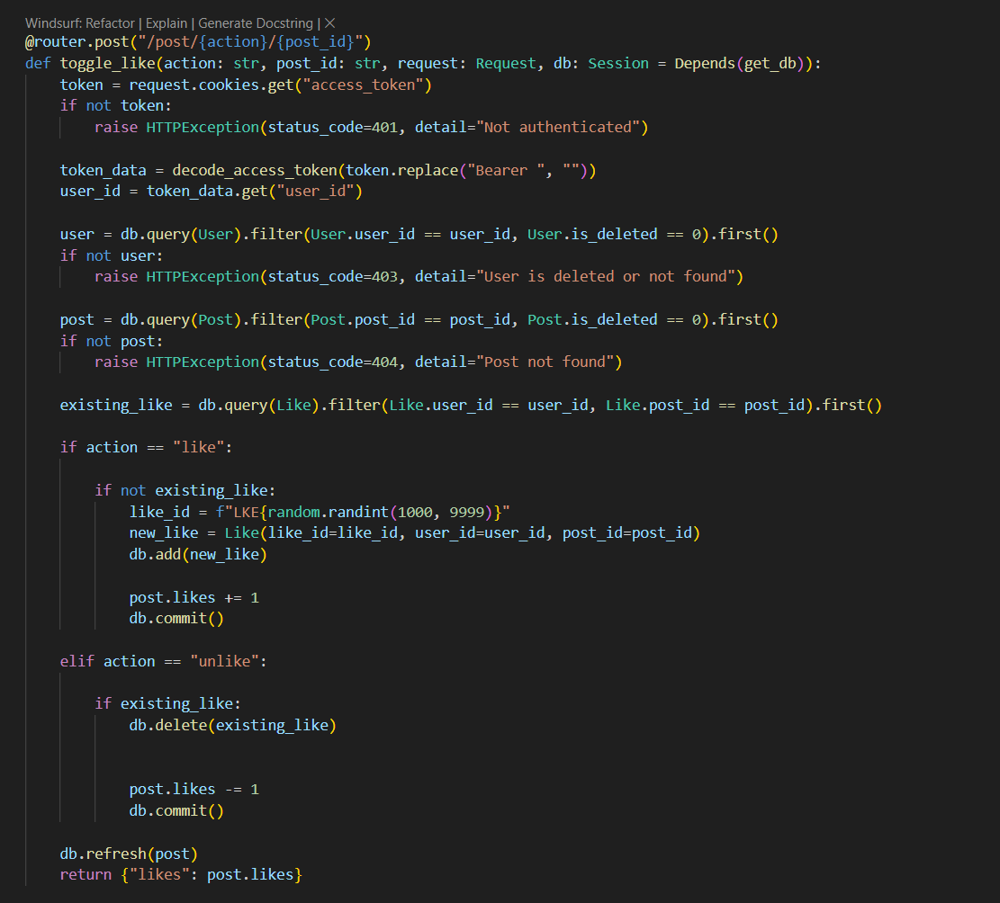 Windsurf: Refactor | Explain | Generate Docstring | ×
@router.post("/post/{action}/{post_id}")
def toggle_like(action: str, post_id: str, request: Request, db: Session = Depends(get_db)):
    token = request.cookies.get("access_token")
    if not token:
        raise HTTPException(status_code=401, detail="Not authenticated")

    token_data = decode_access_token(token.replace("Bearer ", ""))
    user_id = token_data.get("user_id")

    user = db.query(User).filter(User.user_id == user_id, User.is_deleted == 0).first()
    if not user:
        raise HTTPException(status_code=403, detail="User is deleted or not found")

    post = db.query(Post).filter(Post.post_id == post_id, Post.is_deleted == 0).first()
    if not post:
        raise HTTPException(status_code=404, detail="Post not found")

    existing_like = db.query(Like).filter(Like.user_id == user_id, Like.post_id == post_id).first()

    if action == "like":

        if not existing_like:
            like_id = f"LKE{random.randint(1000, 9999)}"
            new_like = Like(like_id=like_id, user_id=user_id, post_id=post_id)
            db.add(new_like)

            post.likes += 1
            db.commit()

    elif action == "unlike":

        if existing_like:
            db.delete(existing_like)


            post.likes -= 1
            db.commit()

    db.refresh(post)
    return {"likes": post.likes}